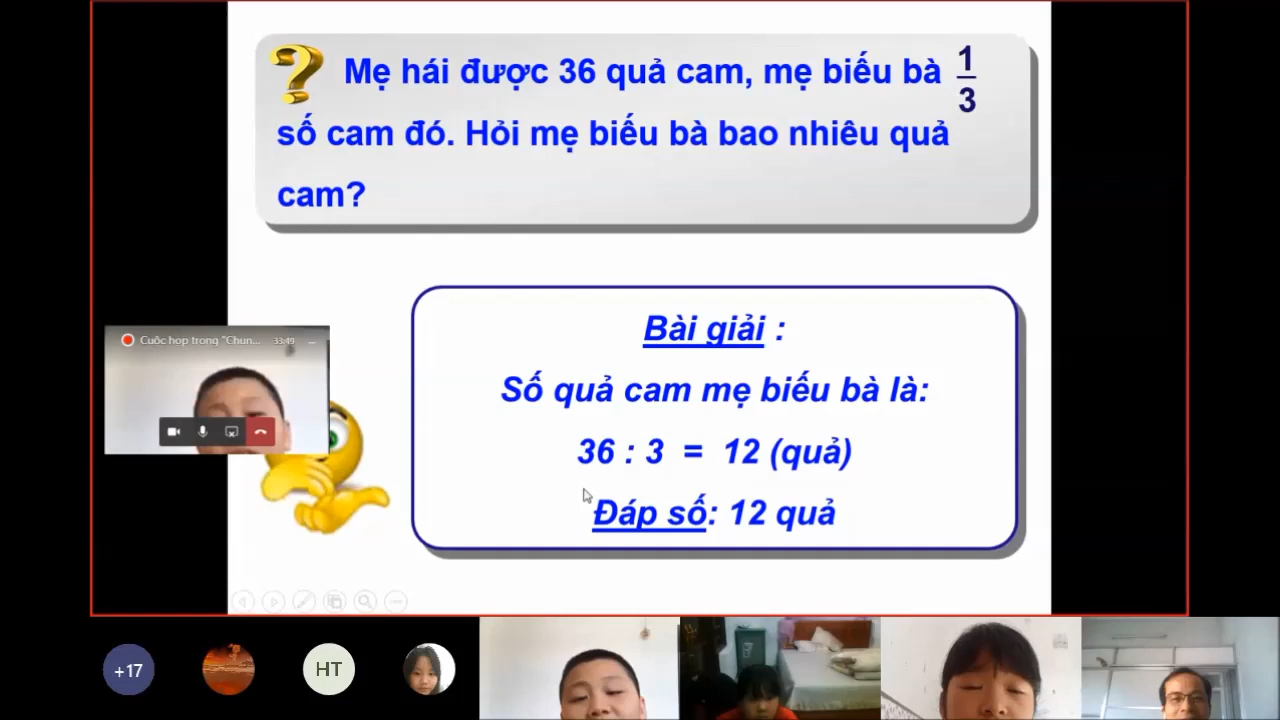 Mẹ hái được 36 quả cam, mẹ biếu bà 1/3
số cam đó. Hỏi mẹ biếu bà bao nhiêu quả
cam?
Cuộc họp trong "Chun... 33:49
Bài giải :
Số quả cam mẹ biếu bà là:
36 : 3 = 12 (quả)
Đáp số: 12 quả
+17
HT